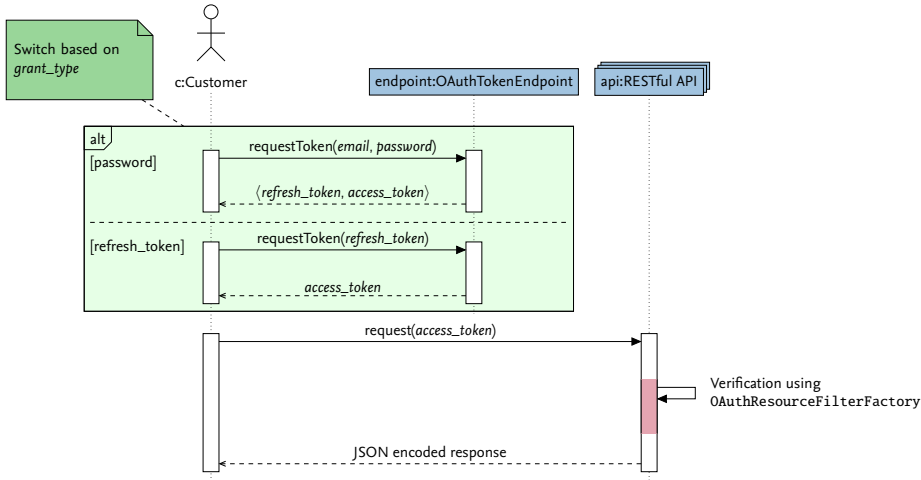 Switch based on
grant_type
c:Customer
endpoint:OAuthTokenEndpoint
api:RESTful API
alt
[password]
requestToken(email, password)
⟨refresh_token, access_token⟩
[refresh_token]
requestToken(refresh_token)
access_token
request(access_token)
Verification using
OAuthResourceFilterFactory
JSON encoded response